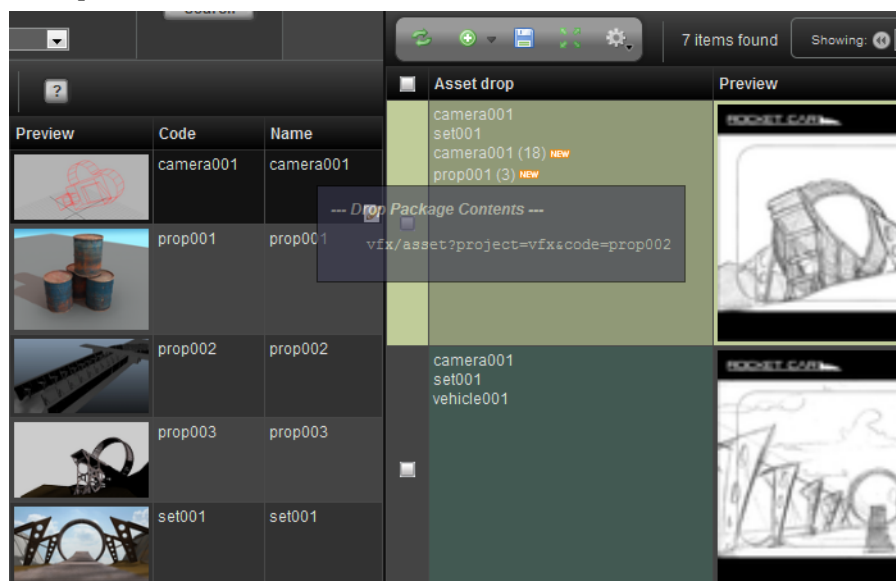 Search
7 items found
Showing:
?
Preview
Code
Name
camera001
camera001
prop001
prop001
prop002
prop002
prop003
prop003
set001
set001
Asset drop
Preview
camera001
set001
camera001 (18) NEW
prop001 (3) NEW
--- Drop Package Contents ---
vfx/asset?project=vfx&code=prop002
ROCKET CAR
camera001
set001
vehicle001
ROCKET CAR